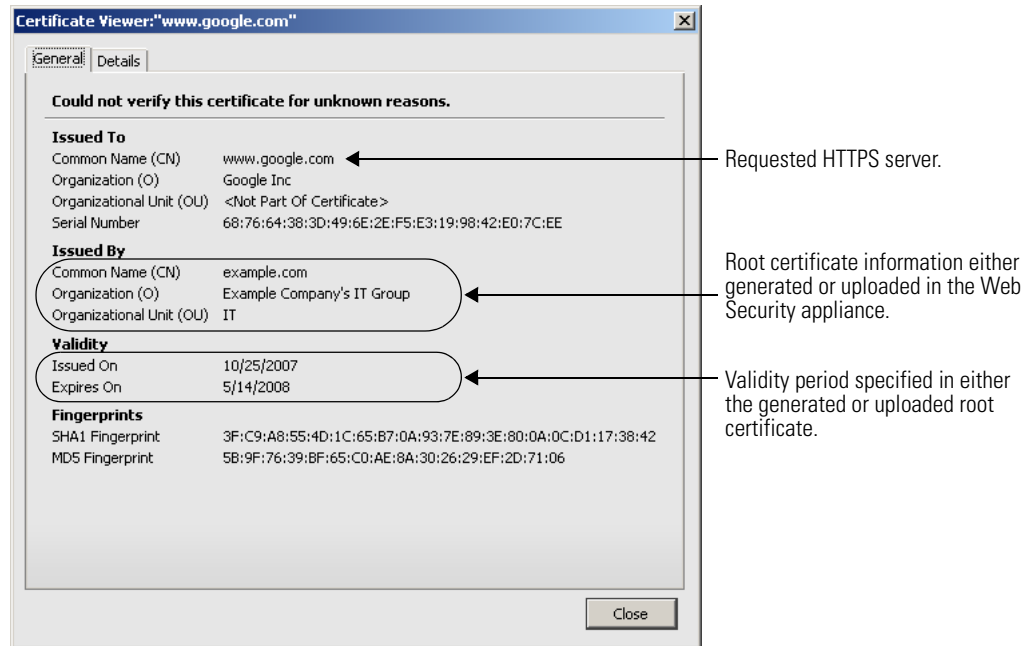 Certificate Viewer:"www.google.com"
General Details
Could not verify this certificate for unknown reasons.
Issued To
Common Name (CN) www.google.com
Organization (O) Google Inc
Organizational Unit (OU) <Not Part Of Certificate>
Serial Number 68:76:64:38:3D:49:6E:2E:F5:E3:19:98:42:E0:7C:EE
Issued By
Common Name (CN) example.com
Organization (O) Example Company's IT Group
Organizational Unit (OU) IT
Validity
Issued On 10/25/2007
Expires On 5/14/2008
Fingerprints
SHA1 Fingerprint 3F:C9:A8:55:4D:1C:65:B7:0A:93:7E:89:3E:80:0A:0C:D1:17:38:42
MD5 Fingerprint 5B:9F:76:39:BF:65:C0:AE:8A:30:26:29:EF:2D:71:06
Close
Requested HTTPS server.
Root certificate information either
generated or uploaded in the Web
Security appliance.
Validity period specified in either
the generated or uploaded root
certificate.